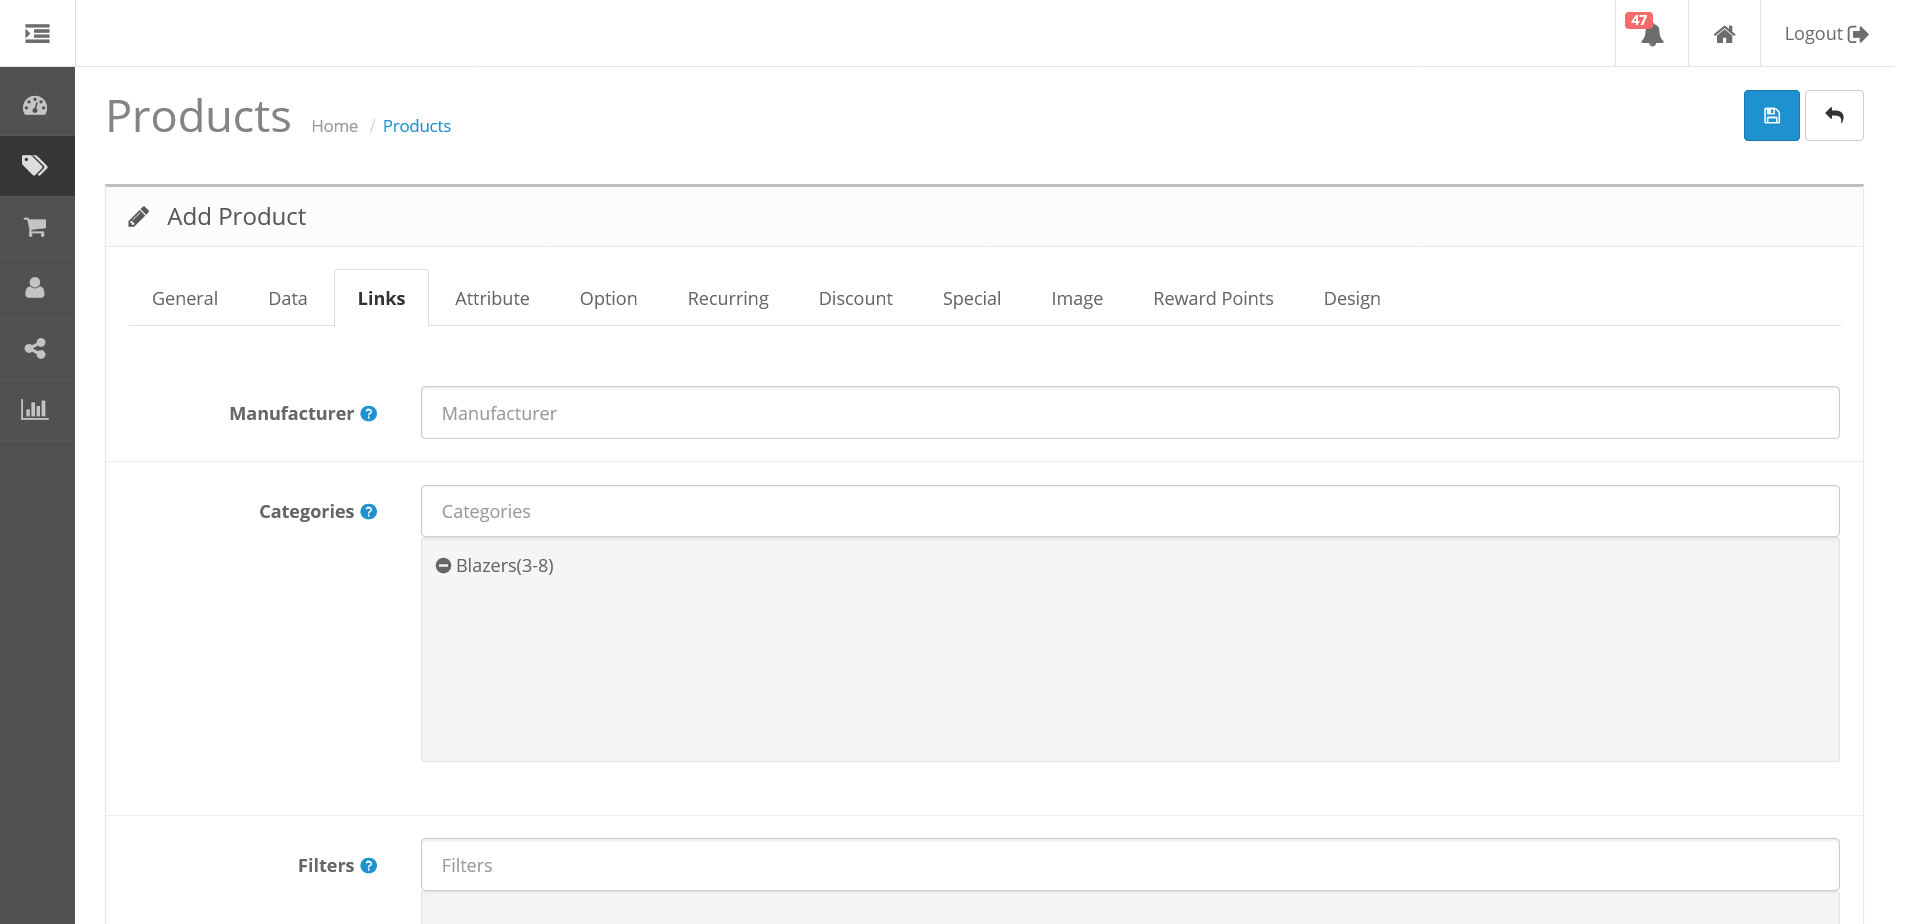 47
Logout
Products
Home / Products
Add Product
General Data Links Attribute Option Recurring Discount Special Image Reward Points Design
Manufacturer ? Manufacturer
Categories ? Categories
Blazers(3-8)
Filters ? Filters